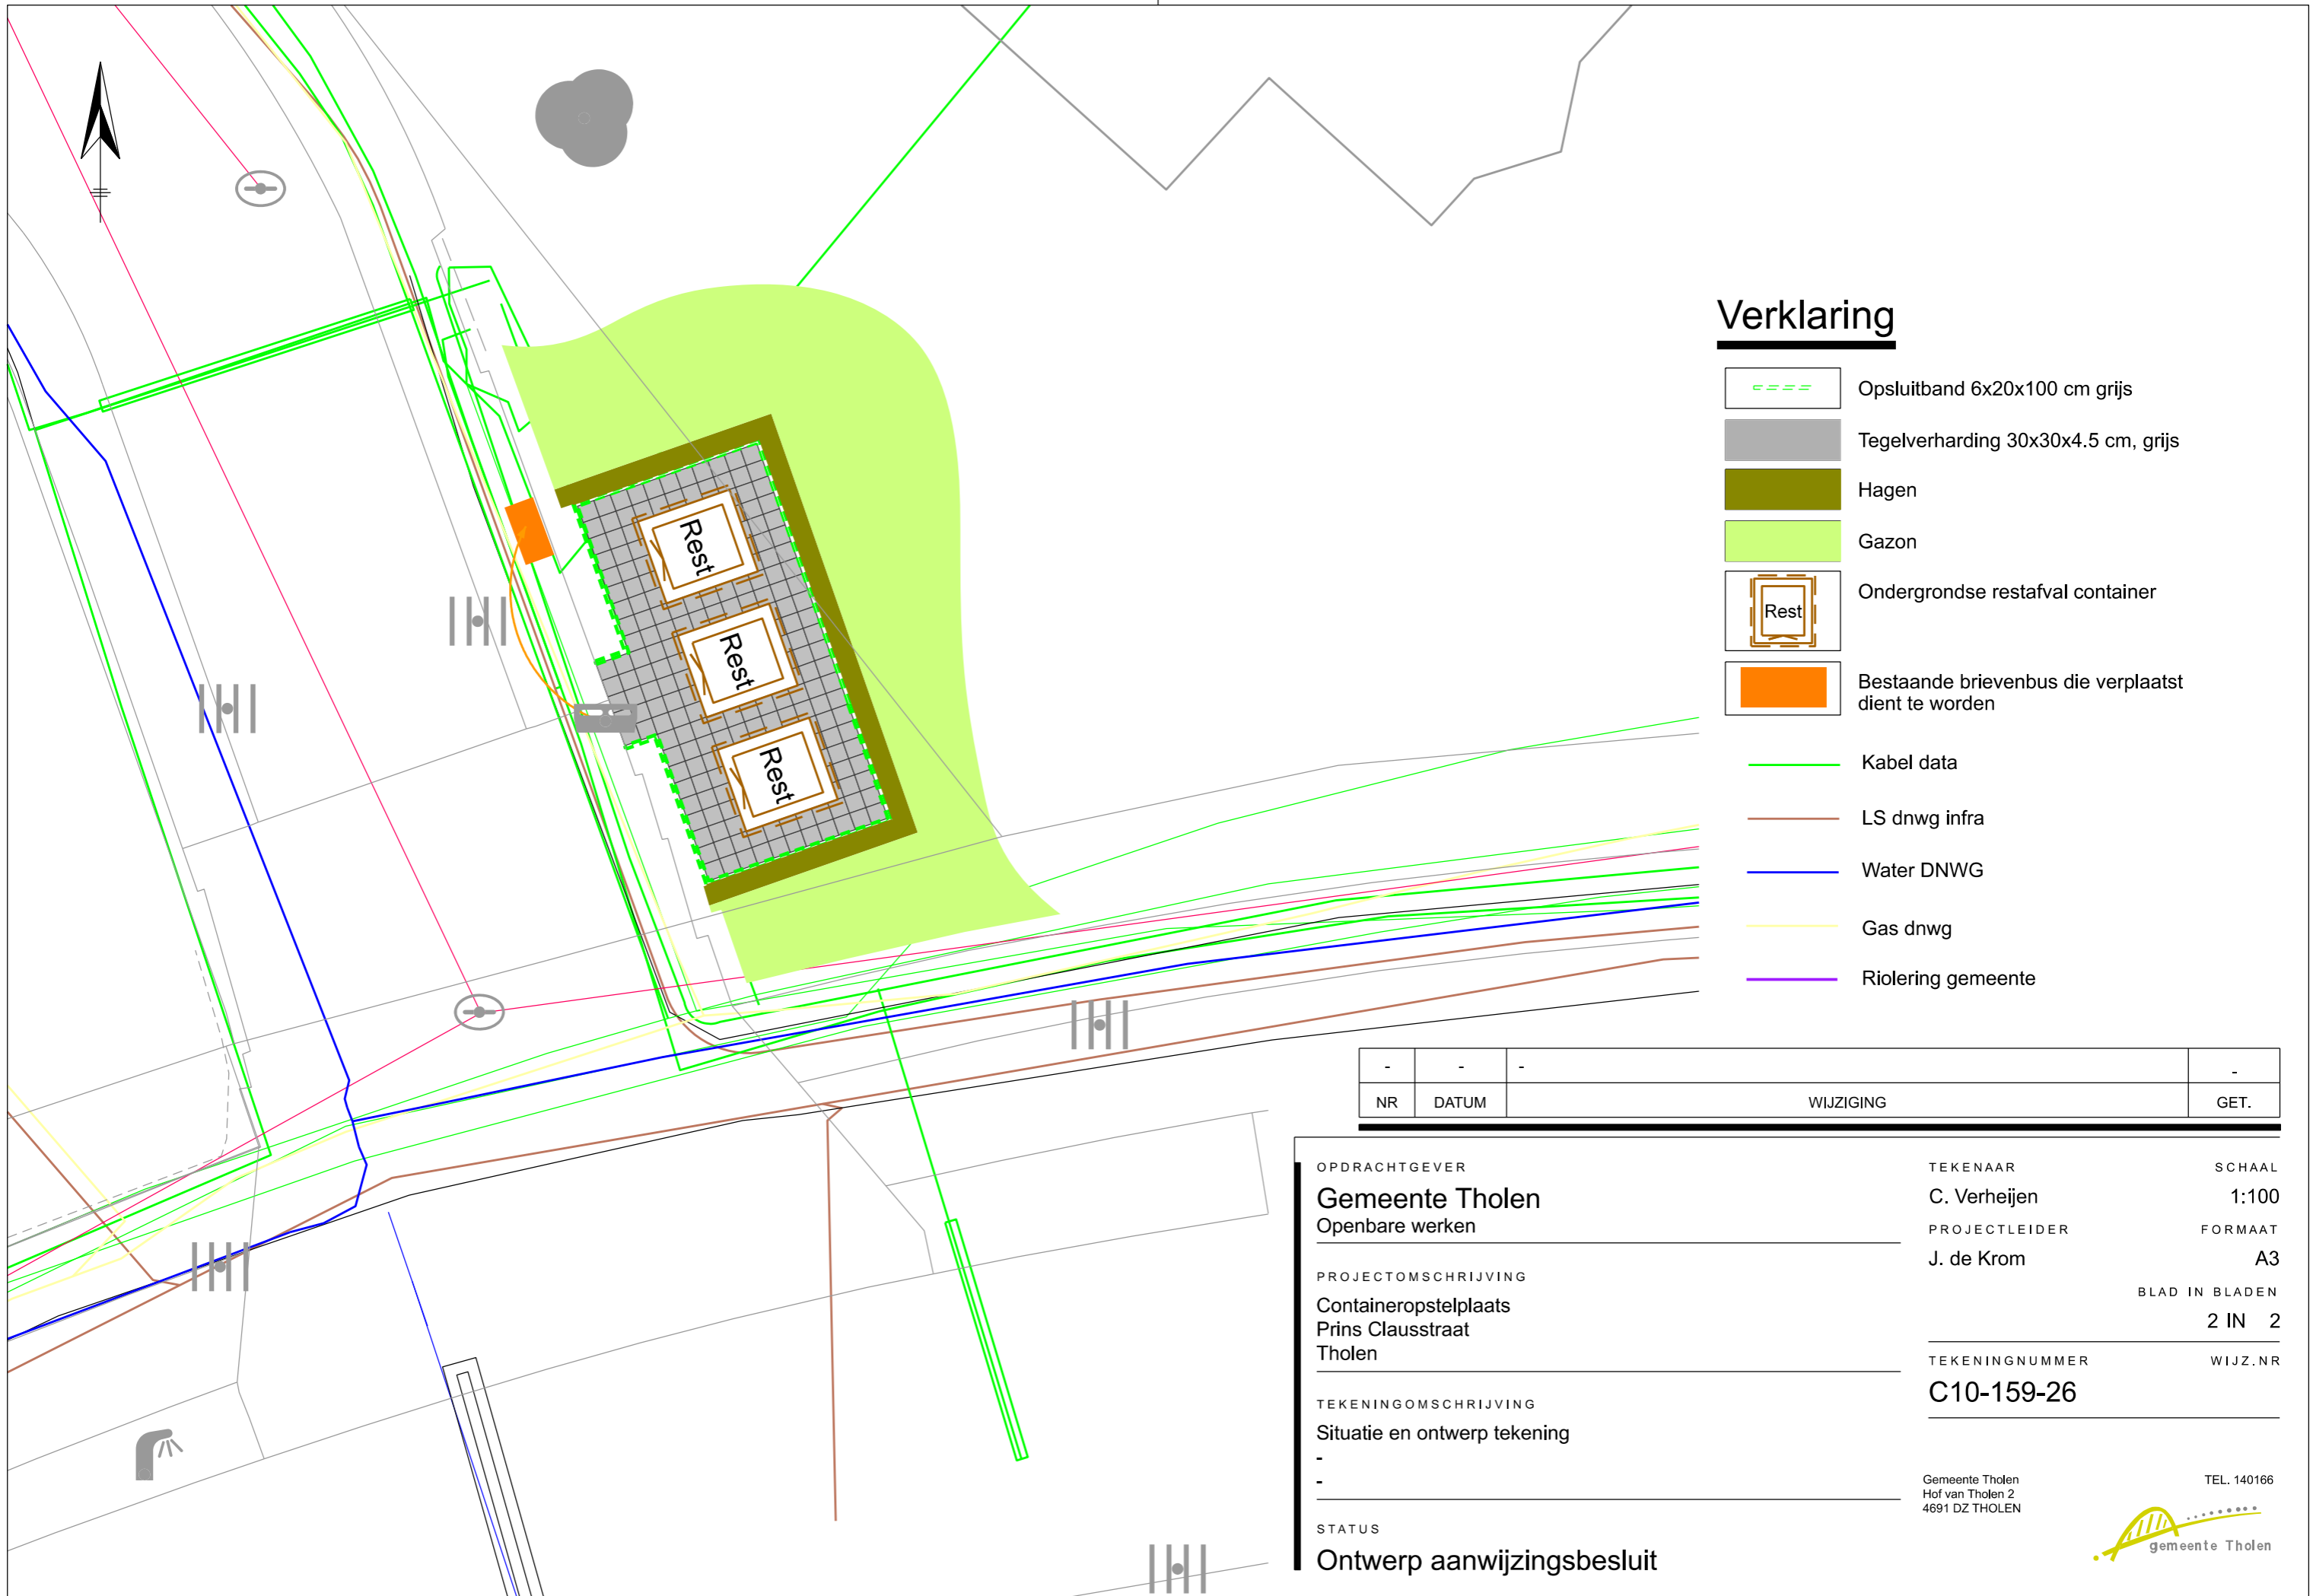 Rest
Rest
Rest
Verklaring
Opsluitband 6x20x100 cm grijs
Tegelverharding 30x30x4.5 cm, grijs
Hagen
Gazon
Rest
Ondergrondse restafval container
Bestaande brievenbus die verplaatst
dient te worden
Kabel data
LS dnwg infra
Water DNWG
Gas dnwg
Riolering gemeente
- - - -
NR DATUM WIJZIGING GET.
OPDRACHTGEVER
Gemeente Tholen
Openbare werken
PROJECTOMSCHRIJVING
Containeropstelplaats
Prins Clausstraat
Tholen
TEKENINGOMSCHRIJVING
Situatie en ontwerp tekening
-
-
STATUS
Ontwerp aanwijzingsbesluit
TEKENAAR SCHAAL
C. Verheijen 1:100
PROJECTLEIDER FORMAAT
J. de Krom A3
BLAD IN BLADEN
2 IN 2
TEKENINGNUMMER WIJZ.NR
C10-159-26
Gemeente Tholen TEL. 140166
Hof van Tholen 2
4691 DZ THOLEN
gemeente Tholen